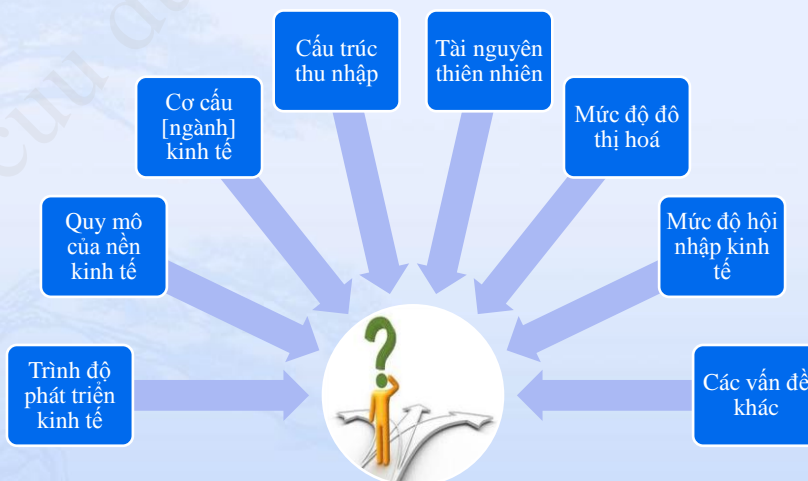 Trình độ
phát triển
kinh tế
Quy mô
của nền
kinh tế
Cơ cấu
[ngành]
kinh tế
Cấu trúc
thu nhập
Tài nguyên
thiên nhiên
Mức độ đô
thị hoá
Mức độ hội
nhập kinh
tế
Các vấn đề
khác
?